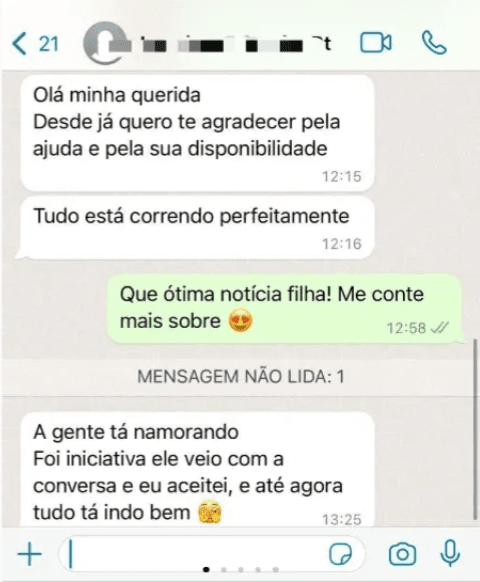 21
Olá minha querida
Desde já quero te agradecer pela
ajuda e pela sua disponibilidade
12:15
Tudo está correndo perfeitamente
12:16
Que ótima notícia filha! Me conte
mais sobre 😍
12:58
MENSAGEM NÃO LIDA: 1
A gente tá namorando
Foi iniciativa ele veio com a
conversa e eu aceitei, e até agora
tudo tá indo bem 🫣
13:25